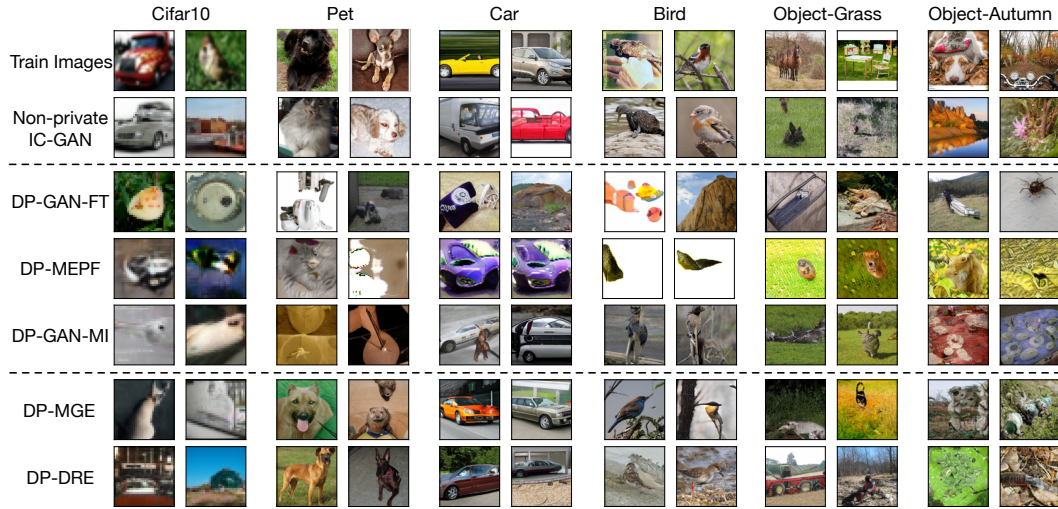 Cifar10 Pet Car Bird Object-Grass Object-Autumn
Train Images
Non-private
IC-GAN
DP-GAN-FT
DP-MEPF
DP-GAN-MI
DP-MGE
DP-DRE